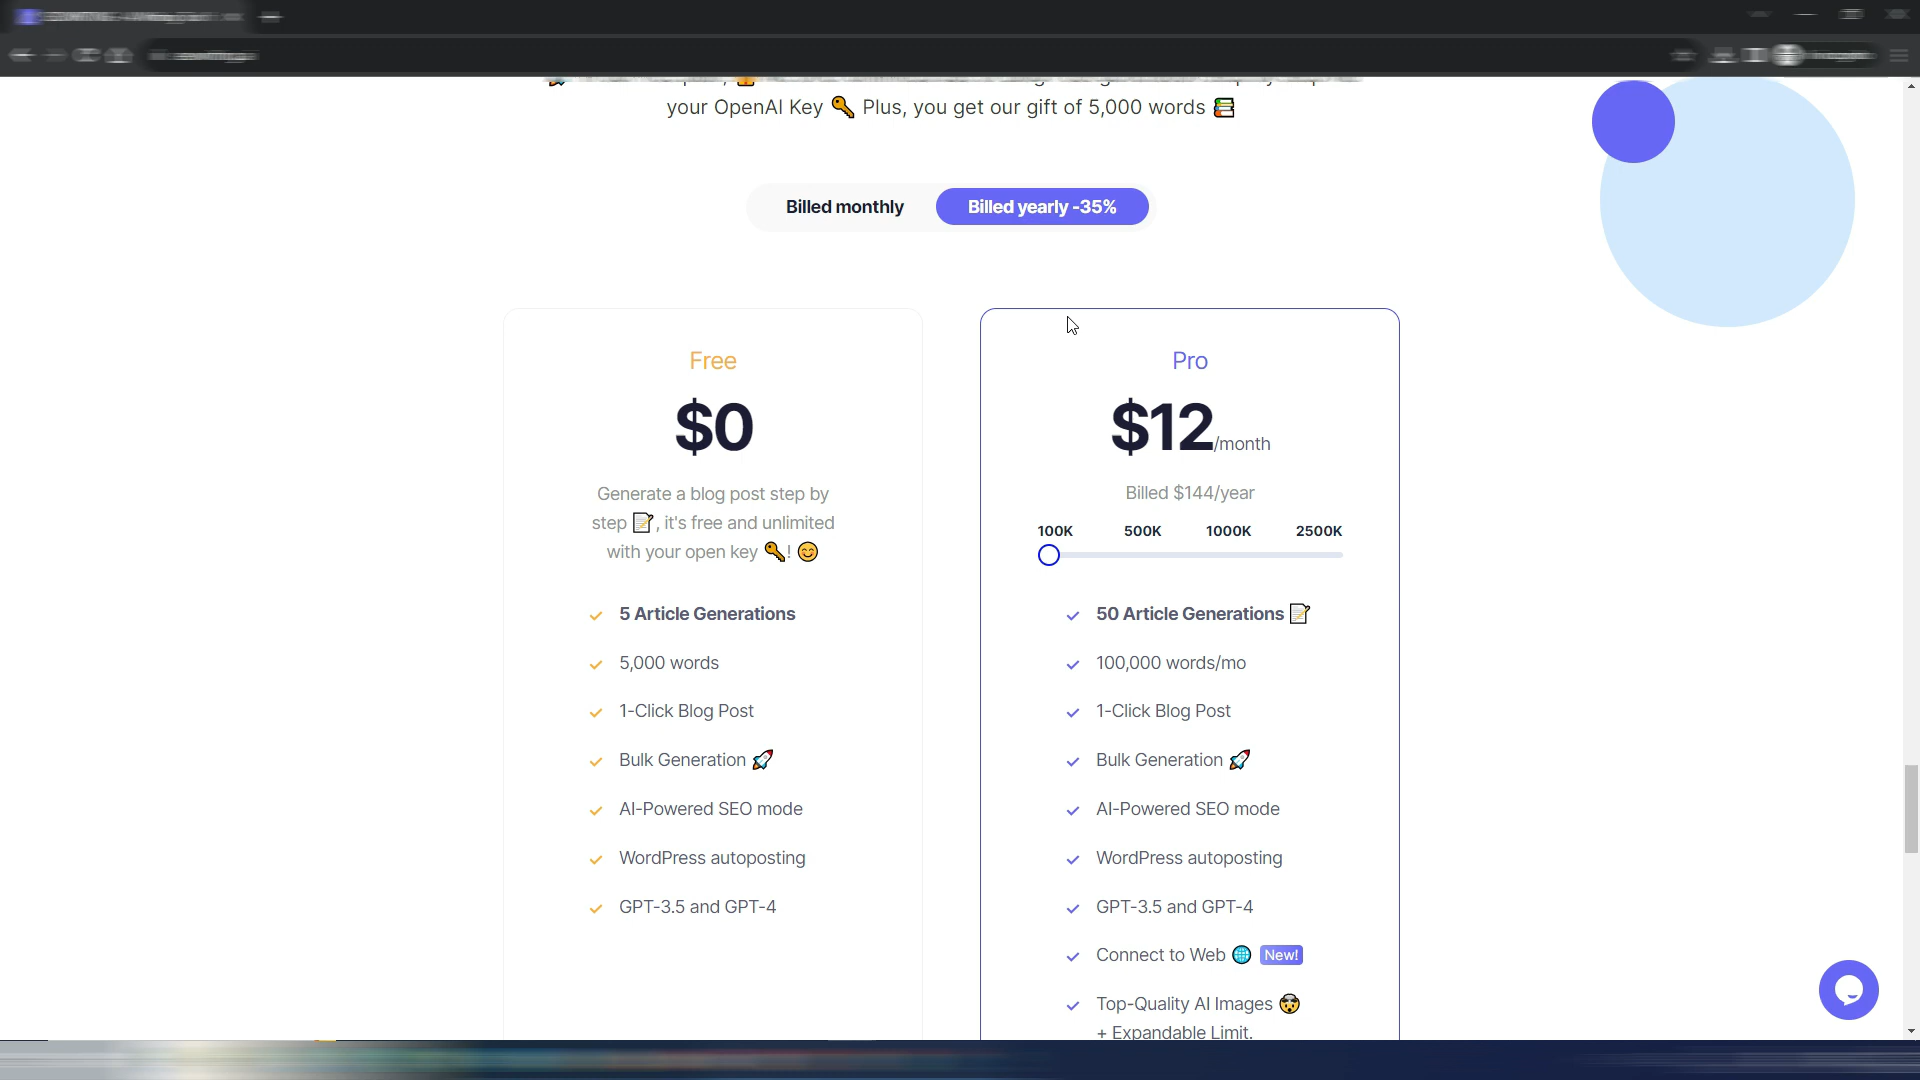 your OpenAI Key 🔑 Plus, you get our gift of 5,000 words 📚
Billed monthly
Billed yearly -35%
Free
$0
Generate a blog post step by
step 📝, it's free and unlimited
with your open key 🔑! 😊
5 Article Generations
5,000 words
1-Click Blog Post
Bulk Generation 🚀
AI-Powered SEO mode
WordPress autoposting
GPT-3.5 and GPT-4
Pro
$12/month
Billed $144/year
100K 500K 1000K 2500K
50 Article Generations 📝
100,000 words/mo
1-Click Blog Post
Bulk Generation 🚀
AI-Powered SEO mode
WordPress autoposting
GPT-3.5 and GPT-4
Connect to Web 🌐 New!
Top-Quality AI Images 🤯
+ Expandable Limit.